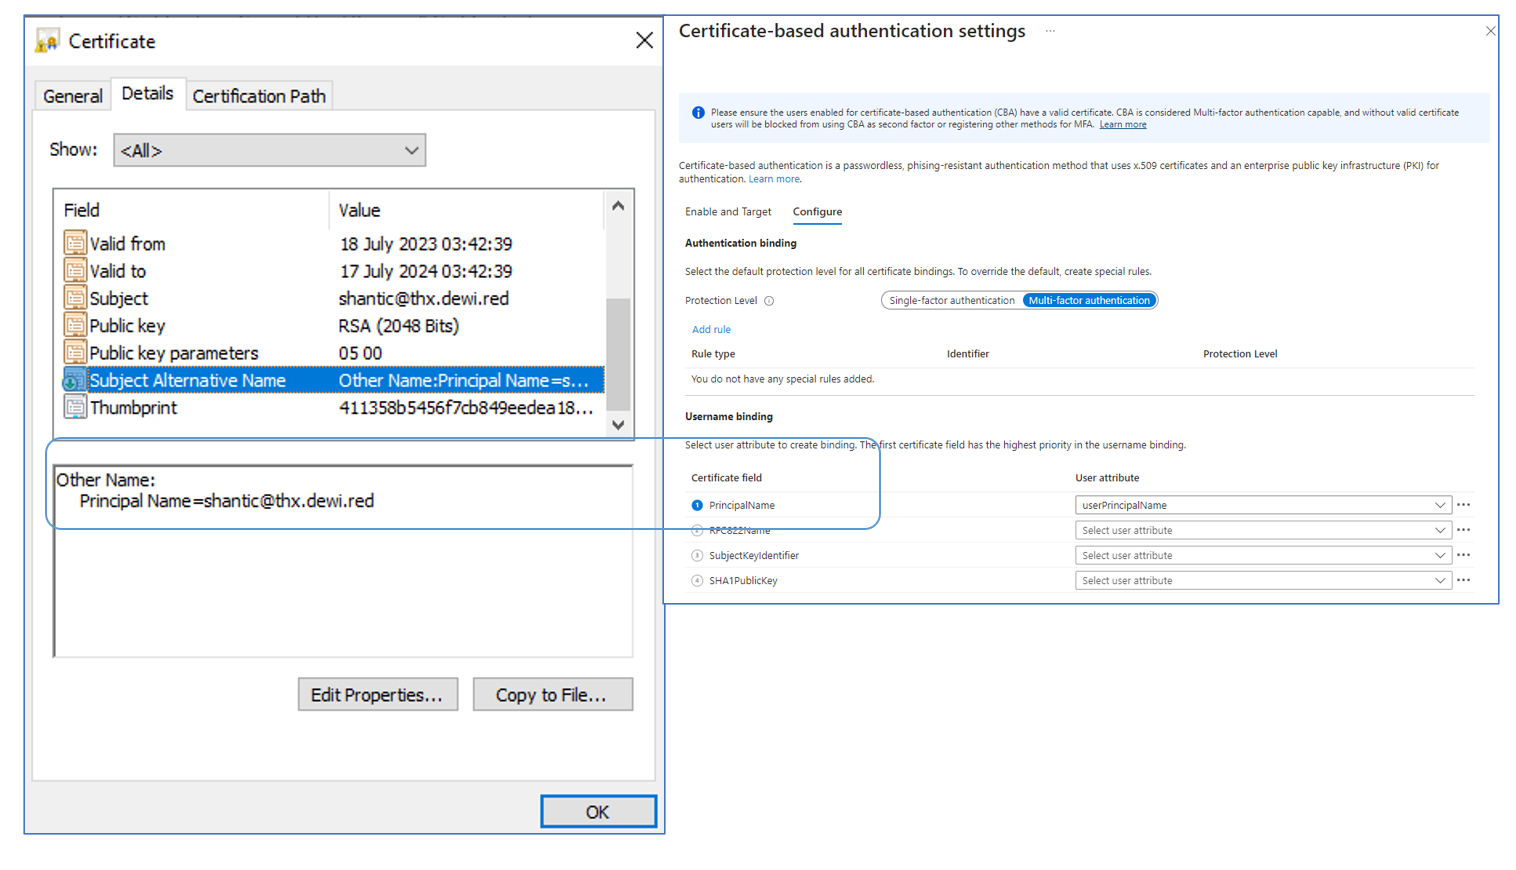 Certificate
General
Details
Certification Path
Show:
<All>
Field Value
Valid from 18 July 2023 03:42:39
Valid to 17 July 2024 03:42:39
Subject shantic@thx.dewi.red
Public key RSA (2048 Bits)
Public key parameters 05 00
Subject Alternative Name Other Name:Principal Name=s...
Thumbprint 411358b5456f7cb849eedea18...
Other Name:
Principal Name=shantic@thx.dewi.red
Edit Properties...
Copy to File...
OK
Certificate-based authentication settings ...
Please ensure the users enabled for certificate-based authentication (CBA) have a valid certificate. CBA is considered Multi-factor authentication capable, and without valid certificate
users will be blocked from using CBA as second factor or registering other methods for MFA. Learn more
Certificate-based authentication is a passwordless, phising-resistant authentication method that uses x.509 certificates and an enterprise public key infrastructure (PKI) for
authentication. Learn more.
Enable and Target Configure
Authentication binding
Select the default protection level for all certificate bindings. To override the default, create special rules.
Protection Level Single-factor authentication Multi-factor authentication
Add rule
Rule type Identifier Protection Level
You do not have any special rules added.
Username binding
Select user attribute to create binding. The first certificate field has the highest priority in the username binding.
Certificate field User attribute
1 PrincipalName userPrincipalName
2 RFC822Name Select user attribute
3 SubjectKeyIdentifier Select user attribute
4 SHA1PublicKey Select user attribute